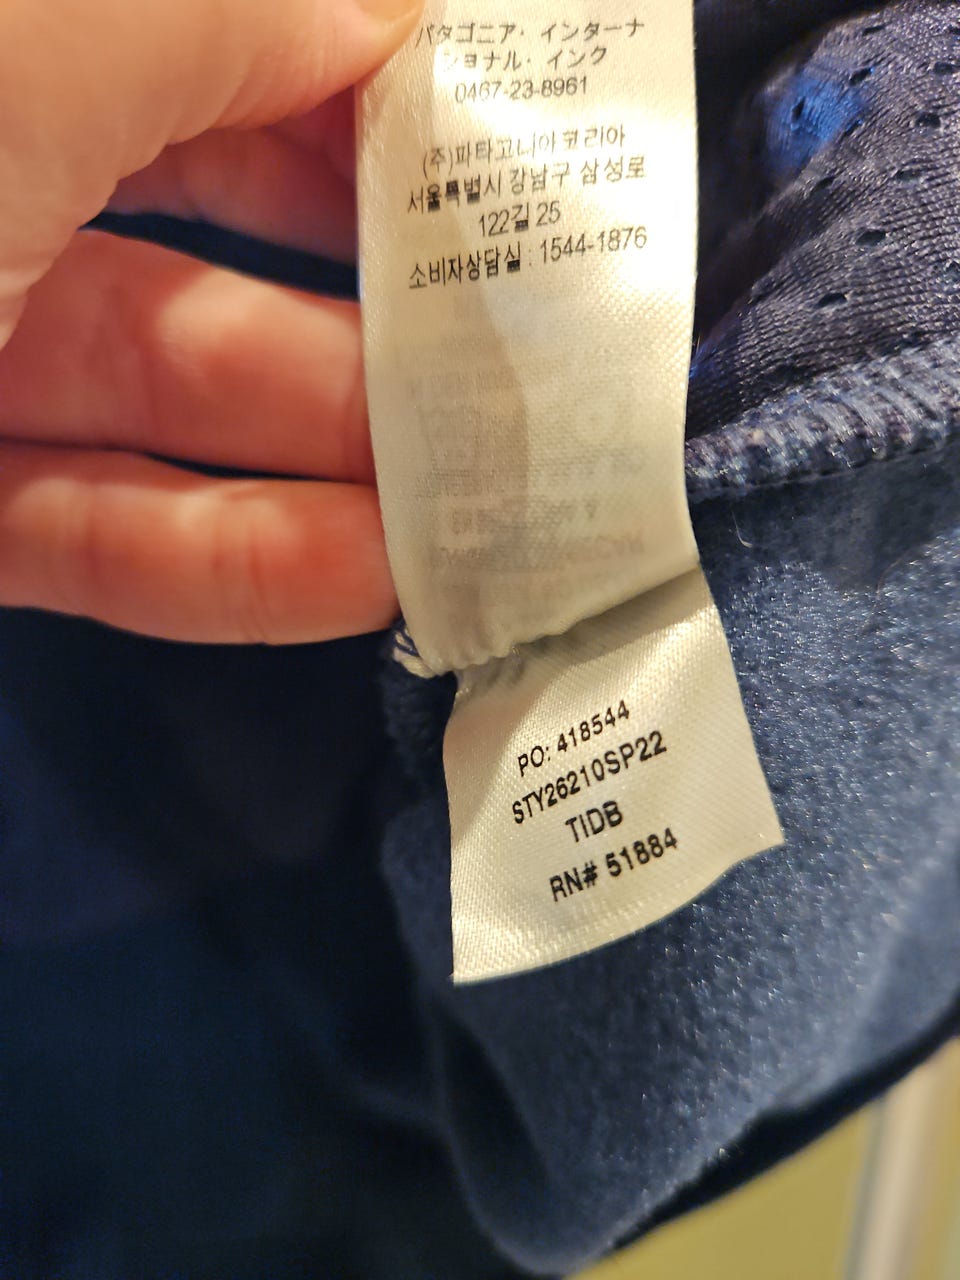 パタゴニア・インターナ
ショナル・インク
0467-23-8961
(주)파타고니아코리아
서울특별시 강남구 삼성로
122길 25
소비자상담실 : 1544-1876
PO: 418544
STY26210SP22
TIDB
RN# 51884